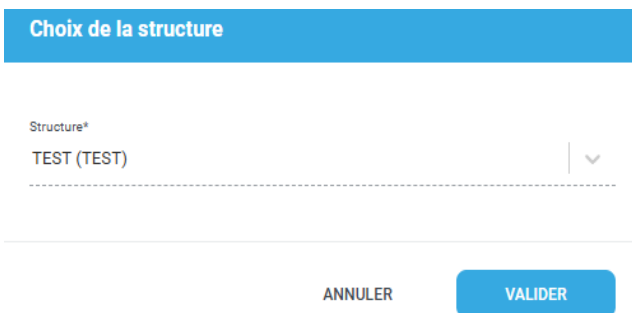 Choix de la structure
Structure*
TEST (TEST)
ANNULER VALIDER